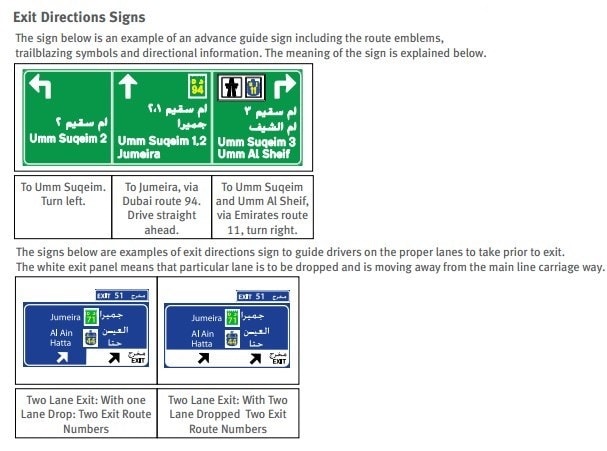 Exit Directions Signs
The sign below is an example of an advance guide sign including the route emblems,
trailblazing symbols and directional information. The meaning of the sign is explained below.
94
11
ام سقيم ٢
Umm Suqeim 2
ام سقيم ٢،١
جميرا
Umm Suqeim 1,2
Jumeira
ام سقيم ٣
ام الشيف
Umm Suqeim 3
Umm Al Sheif
To Umm Suqeim.
Turn left.
To Jumeira, via
Dubai route 94.
Drive straight
ahead.
To Umm Suqeim
and Umm Al Sheif,
via Emirates route
11, turn right.
The signs below are examples of exit directions sign to guide drivers on the proper lanes to take prior to exit.
The white exit panel means that particular lane is to be dropped and is moving away from the main line carriage way.
EXIT 51 مخرج
Jumeira 71 جميرا
Al Ain العين
Hatta 44 حتا
مخرج
EXIT
EXIT 51 مخرج
Jumeira 71 جميرا
Al Ain العين
Hatta 44 حتا
مخرج
EXIT
Two Lane Exit: With one
Lane Drop: Two Exit Route
Numbers
Two Lane Exit: With Two
Lane Dropped Two Exit
Route Numbers